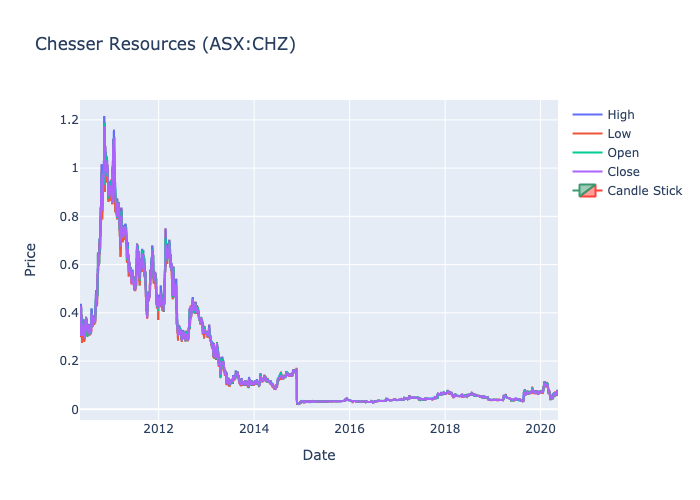 Chesser Resources (ASX:CHZ)
High
Low
Open
Close
Candle Stick
Price
1.2
1
0.8
0.6
0.4
0.2
0
2012
2014
2016
2018
2020
Date